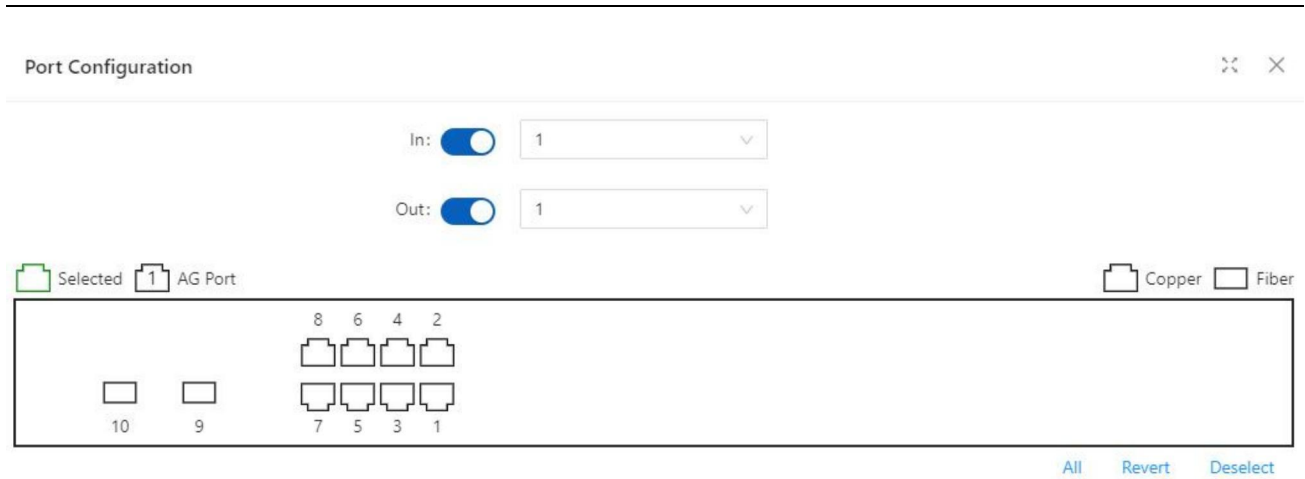 Port Configuration
In: 1
Out: 1
Selected 1 AG Port Copper Fiber
8 6 4 2
10 9 7 5 3 1
All Revert Deselect